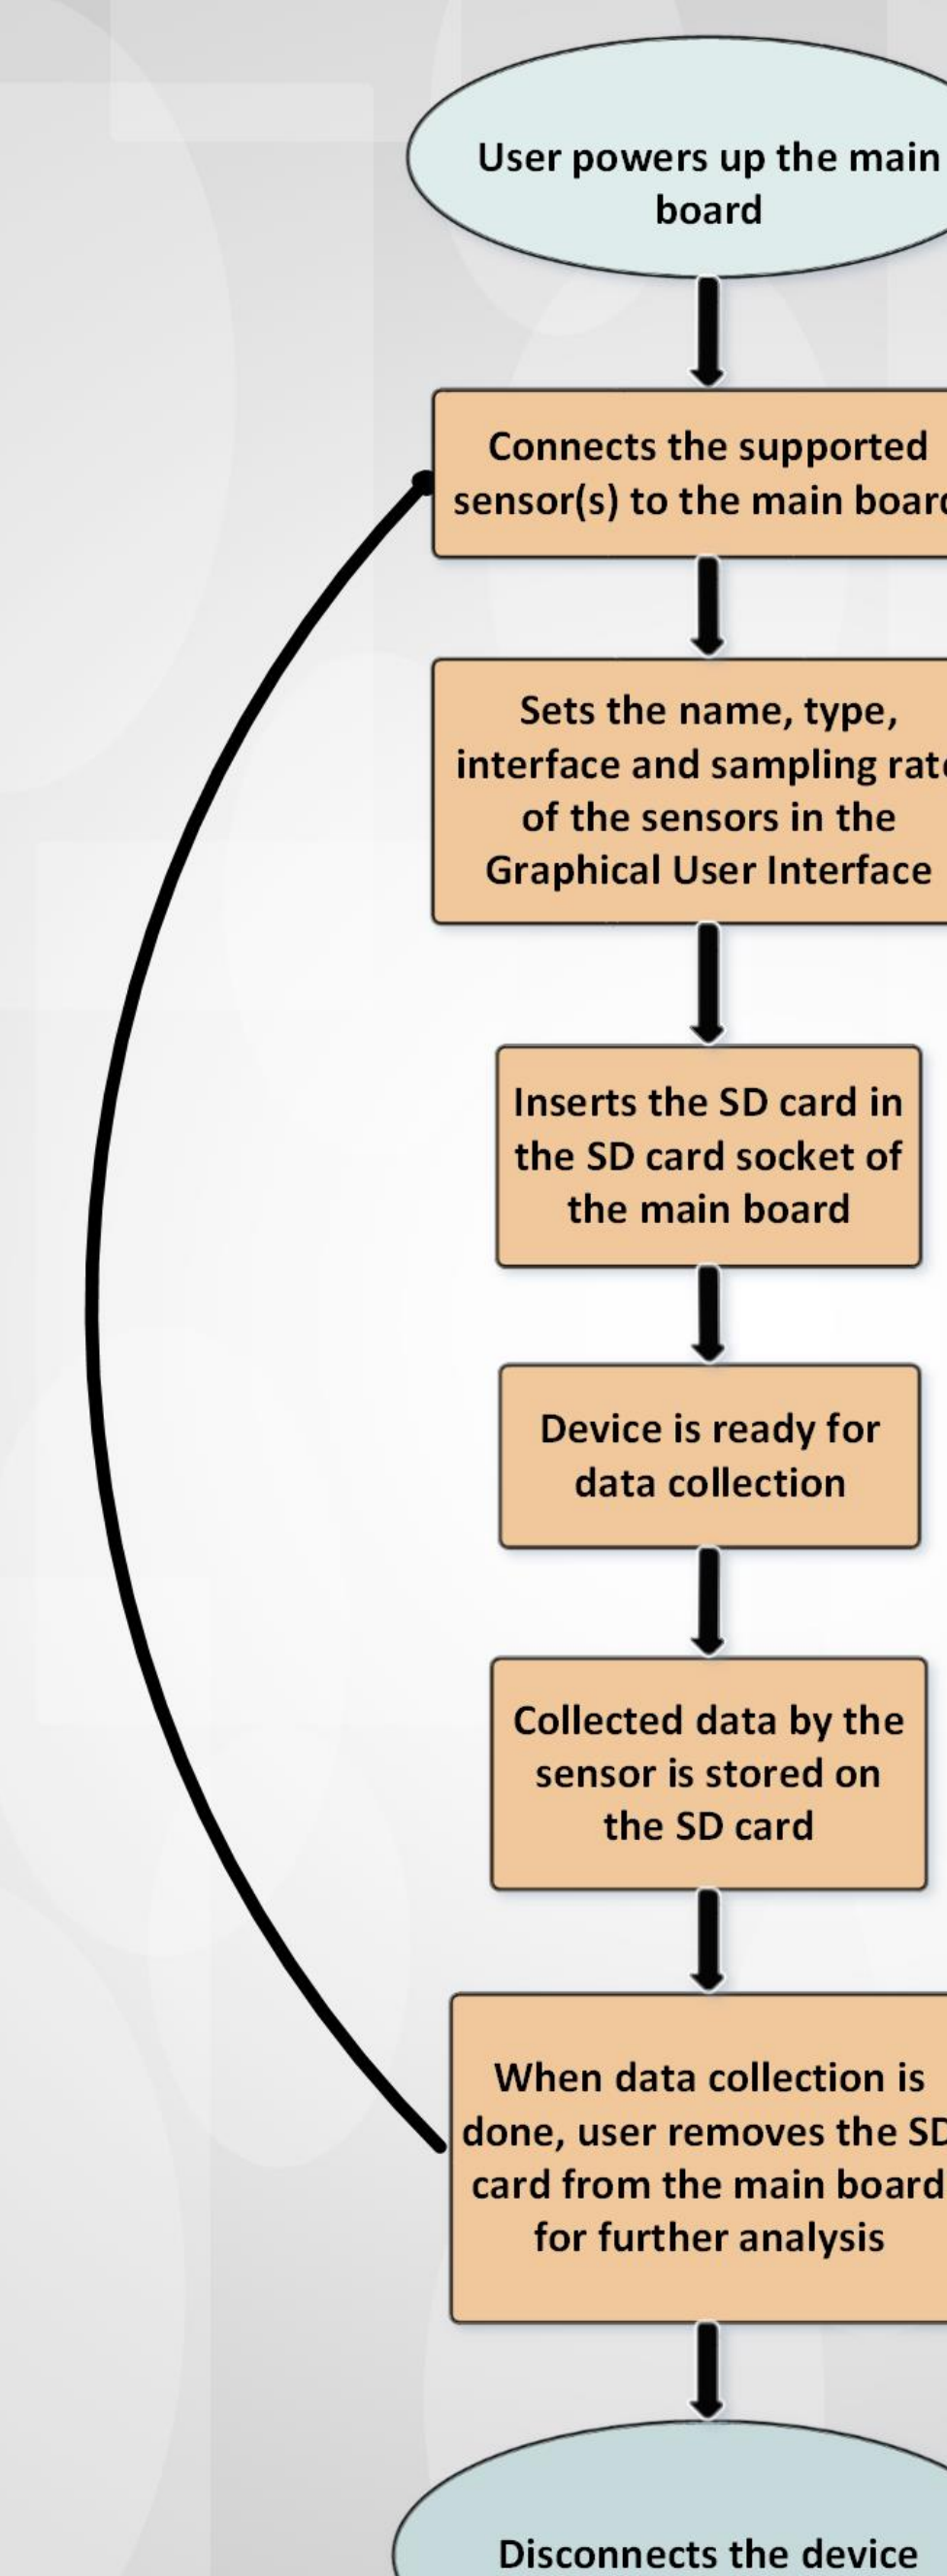 User powers up the main
board
Connects the supported
sensor(s) to the main board
Sets the name, type,
interface and sampling rate
of the sensors in the
Graphical User Interface
Inserts the SD card in
the SD card socket of
the main board
Device is ready for
data collection
Collected data by the
sensor is stored on
the SD card
When data collection is
done, user removes the SD
card from the main board
for further analysis
Disconnects the device